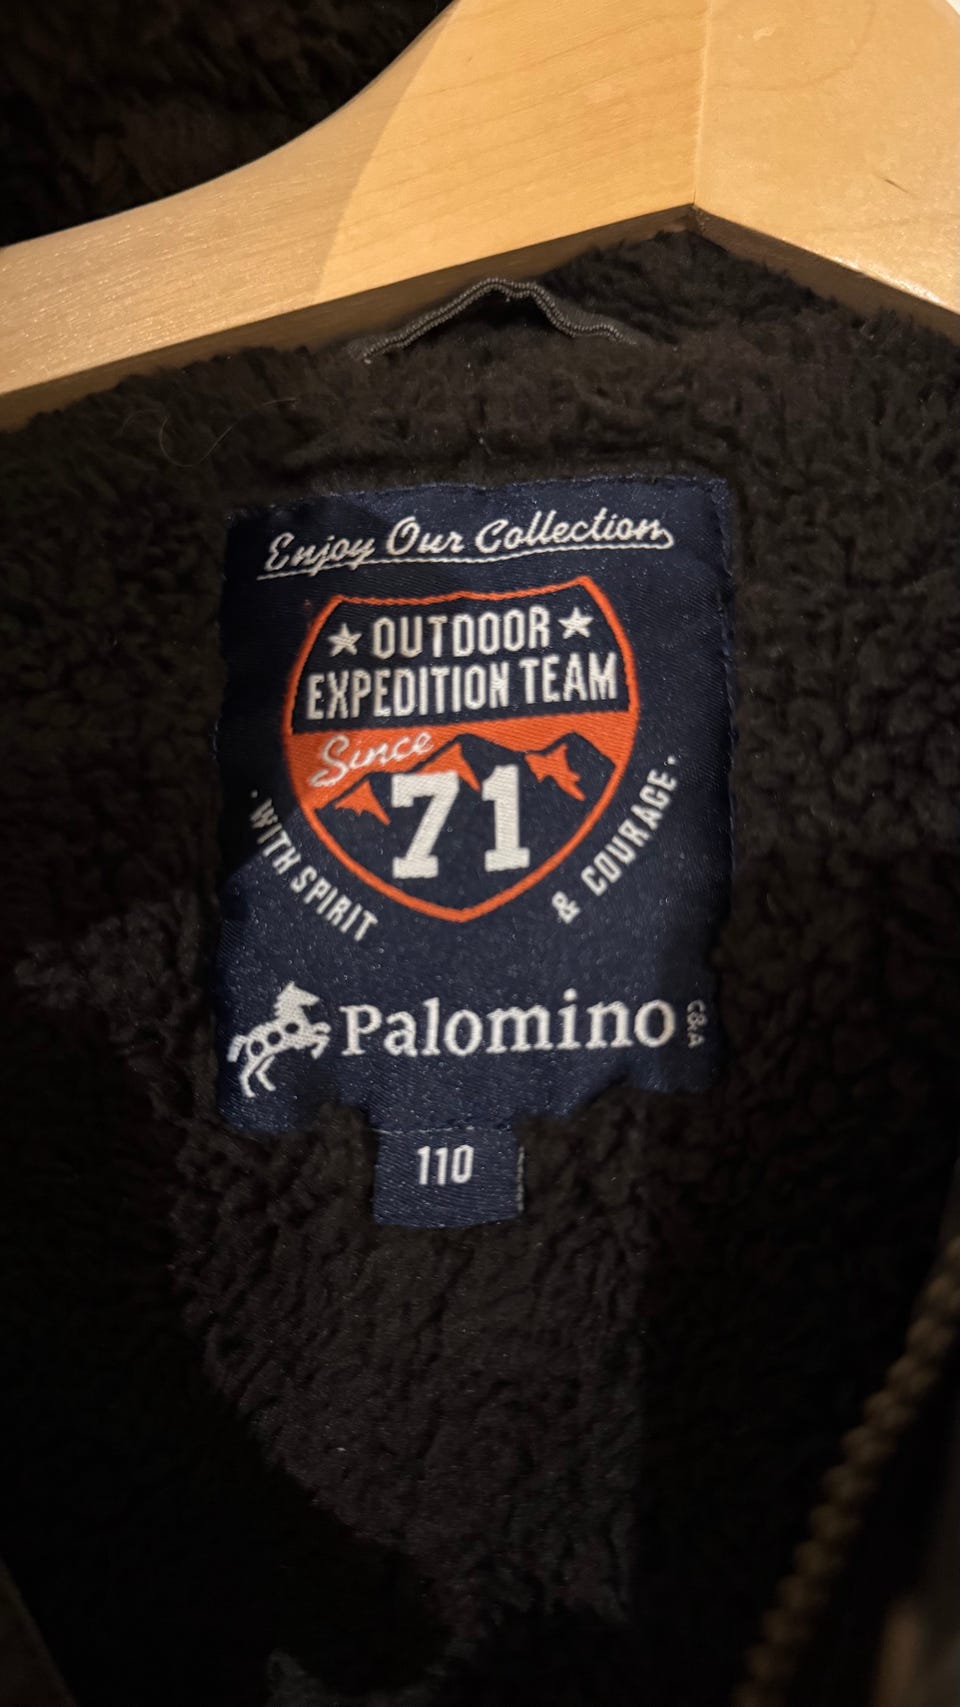 Enjoy Our Collection
OUTDOOR
EXPEDITION TEAM
Since
71
· WITH SPIRIT
& COURAGE ·
Palomino
C&A
110